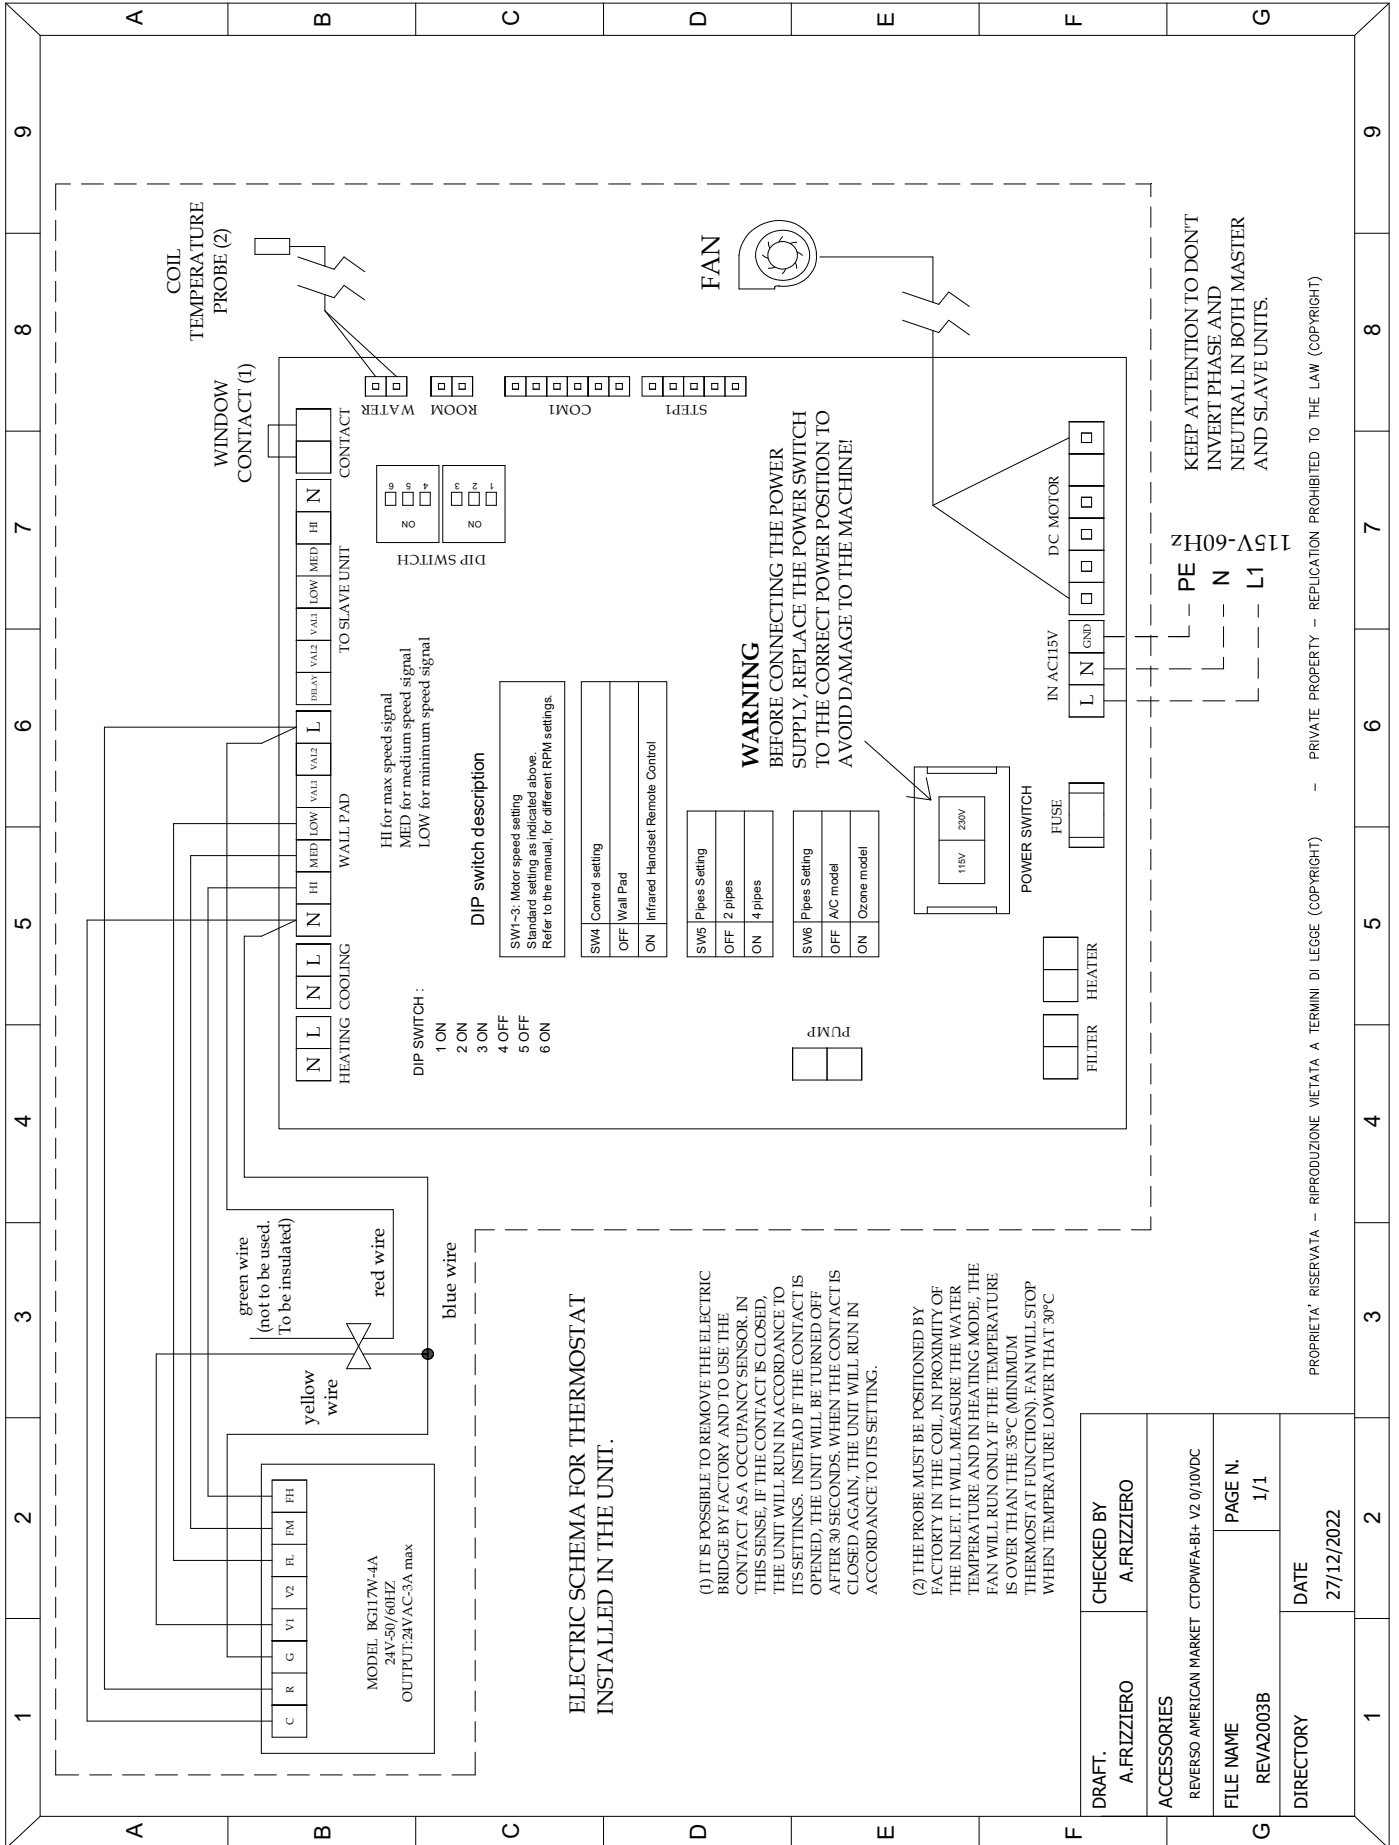 1 2 3 4 5 6 7 8 9
A
B
C
D
E
F
G
MODEL BG117W-4A
24V-50/60HZ
OUTPUT:24VAC-3A max
C R G V1 V2 FL FM FH
yellow
wire
green wire
(not to be used.
To be insulated)
red wire
blue wire
ELECTRIC SCHEMA FOR THERMOSTAT
INSTALLED IN THE UNIT.
(1) IT IS POSSIBLE TO REMOVE THE ELECTRIC
BRIDGE BY FACTORY AND TO USE THE
CONTACT AS A OCCUPANCY SENSOR. IN
THIS SENSE, IF THE CONTACT IS CLOSED,
THE UNIT WILL RUN IN ACCORDANCE TO
ITS SETTINGS. INSTEAD IF THE CONTACT IS
OPENED, THE UNIT WILL BE TURNED OFF
AFTER 30 SECONDS. WHEN THE CONTACT IS
CLOSED AGAIN, THE UNIT WILL RUN IN
ACCORDANCE TO ITS SETTING.
(2) THE PROBE MUST BE POSITIONED BY
FACTORTY IN THE COIL, IN PROXIMITY OF
THE INLET. IT WILL MEASURE THE WATER
TEMPERATURE AND IN HEATING MODE, THE
FAN WILL RUN ONLY IF THE TEMPERATURE
IS OVER THAN THE 35°C (MINIMUM
THERMOSTAT FUNCTION). FAN WILL STOP
WHEN TEMPERATURE LOWER THAT 30°C
N L N L N HI MED LOW VAL1 VAL2 L DELAY VAL2 VAL1 LOW MED HI N
HEATING COOLING WALL PAD TO SLAVE UNIT CONTACT
WINDOW
CONTACT (1)
COIL
TEMPERATURE
PROBE (2)
HI for max speed signal
MED for medium speed signal
LOW for minimum speed signal
DIP SWITCH :
1 ON
2 ON
3 ON
4 OFF
5 OFF
6 ON
DIP switch description
SW1~3: Motor speed setting
Standard setting as indicated above.
Refer to the manual, for different RPM settings.
SW4 Control setting
OFF Wall Pad
ON Infrared Handset Remote Control
SW5 Pipes Setting
OFF 2 pipes
ON 4 pipes
SW6 Pipes Setting
OFF A/C model
ON Ozone model
DIP SWITCH
ON
1 2 3
ON
4 5 6
WATER
ROOM
COM1
STEP1
FAN
WARNING
BEFORE CONNECTING THE POWER
SUPPLY, REPLACE THE POWER SWITCH
TO THE CORRECT POWER POSITION TO
AVOID DAMAGE TO THE MACHINE!
115V 230V
POWER SWITCH
PUMP
FILTER HEATER
FUSE
IN AC115V
L N GND
DC MOTOR
PE
N
L1
115V-60Hz
KEEP ATTENTION TO DON'T
INVERT PHASE AND
NEUTRAL IN BOTH MASTER
AND SLAVE UNITS.
DRAFT.
A.FRIZZIERO
CHECKED BY
A.FRIZZIERO
ACCESSORIES
REVERSO AMERICAN MARKET CTOPWFA-BI+ V2 0/10VDC
FILE NAME
REVA2003B
PAGE N.
1/1
DIRECTORY
DATE
27/12/2022
PROPRIETA' RISERVATA - RIPRODUZIONE VIETATA A TERMINI DI LEGGE (COPYRIGHT) - PRIVATE PROPERTY - REPLICATION PROHIBITED TO THE LAW (COPYRIGHT)
A
B
C
D
E
F
G
1 2 3 4 5 6 7 8 9